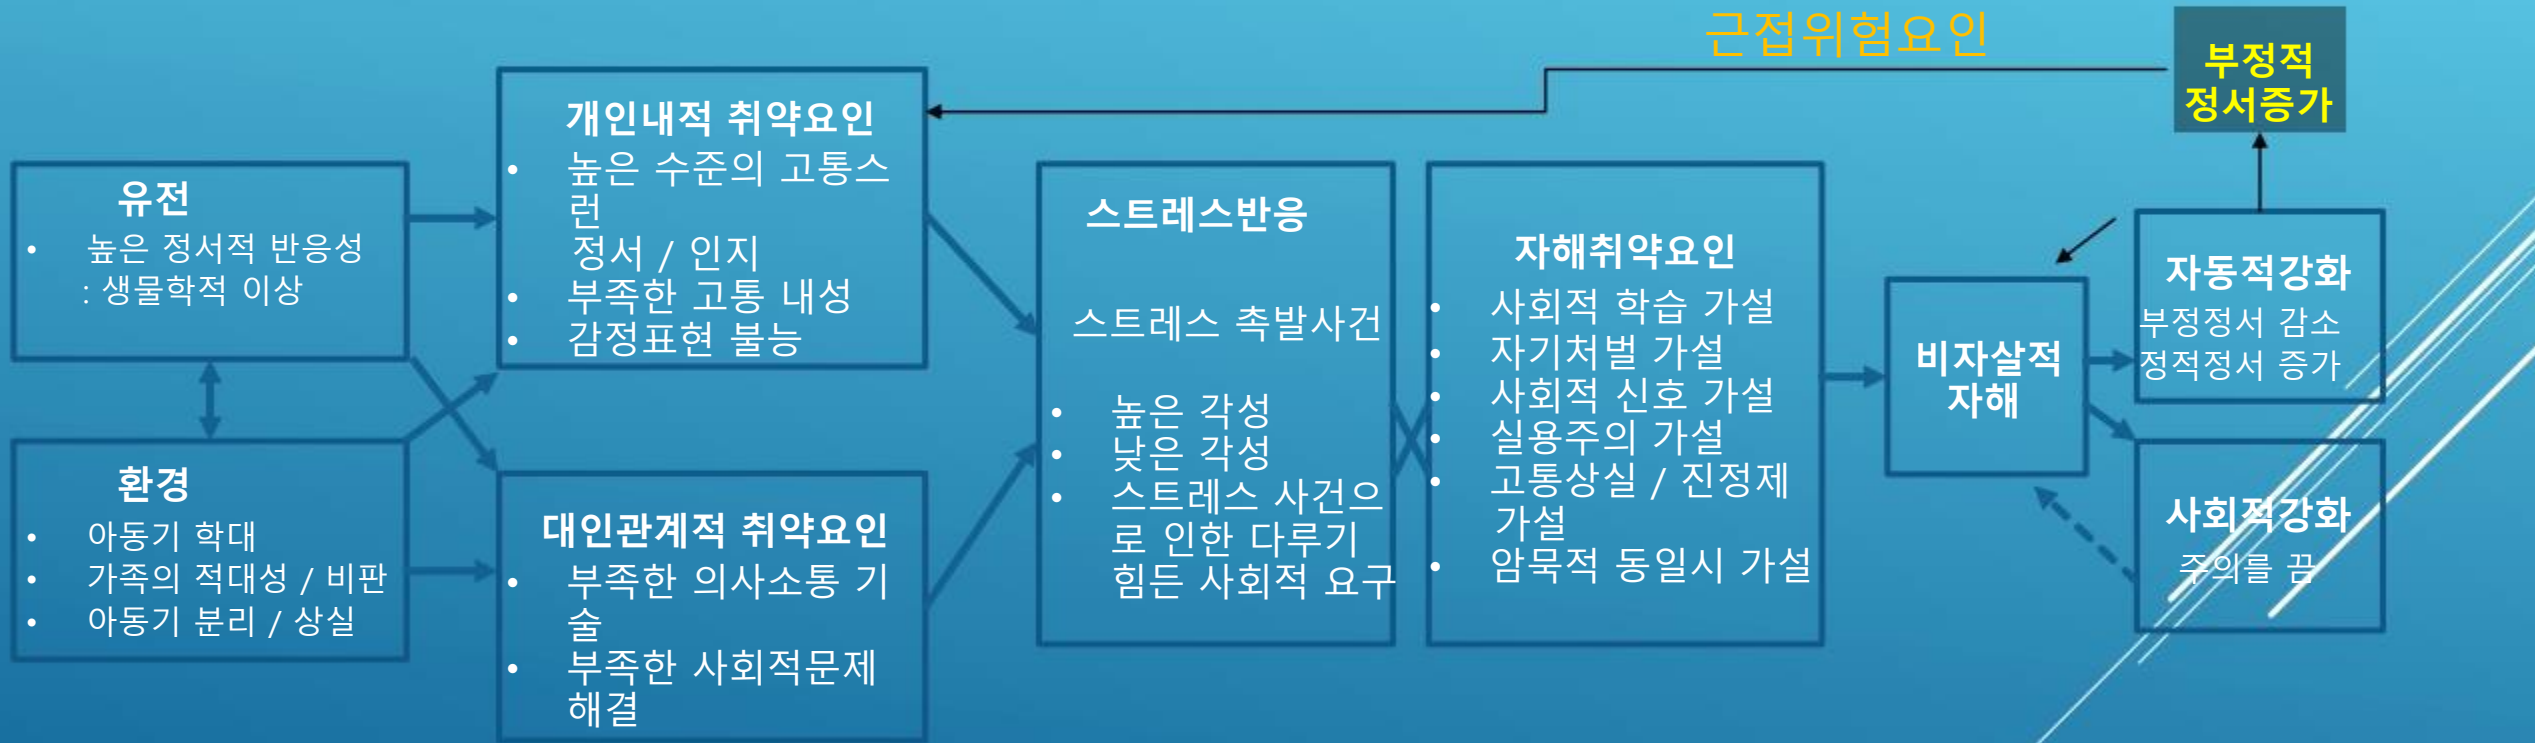 근접위험요인
부정적
정서증가
유전
• 높은 정서적 반응성
: 생물학적 이상
환경
• 아동기 학대
• 가족의 적대성 / 비판
• 아동기 분리 / 상실
개인내적 취약요인
• 높은 수준의 고통스
런
정서 / 인지
• 부족한 고통 내성
• 감정표현 불능
대인관계적 취약요인
• 부족한 의사소통 기
술
• 부족한 사회적문제
해결
스트레스반응
스트레스 촉발사건
• 높은 각성
• 낮은 각성
• 스트레스 사건으
로 인한 다루기
힘든 사회적 요구
자해취약요인
• 사회적 학습 가설
• 자기처벌 가설
• 사회적 신호 가설
• 실용주의 가설
• 고통상실 / 진정제
가설
• 암묵적 동일시 가설
비자살적
자해
자동적강화
부정정서 감소
정적정서 증가
사회적강화
주의를 끔